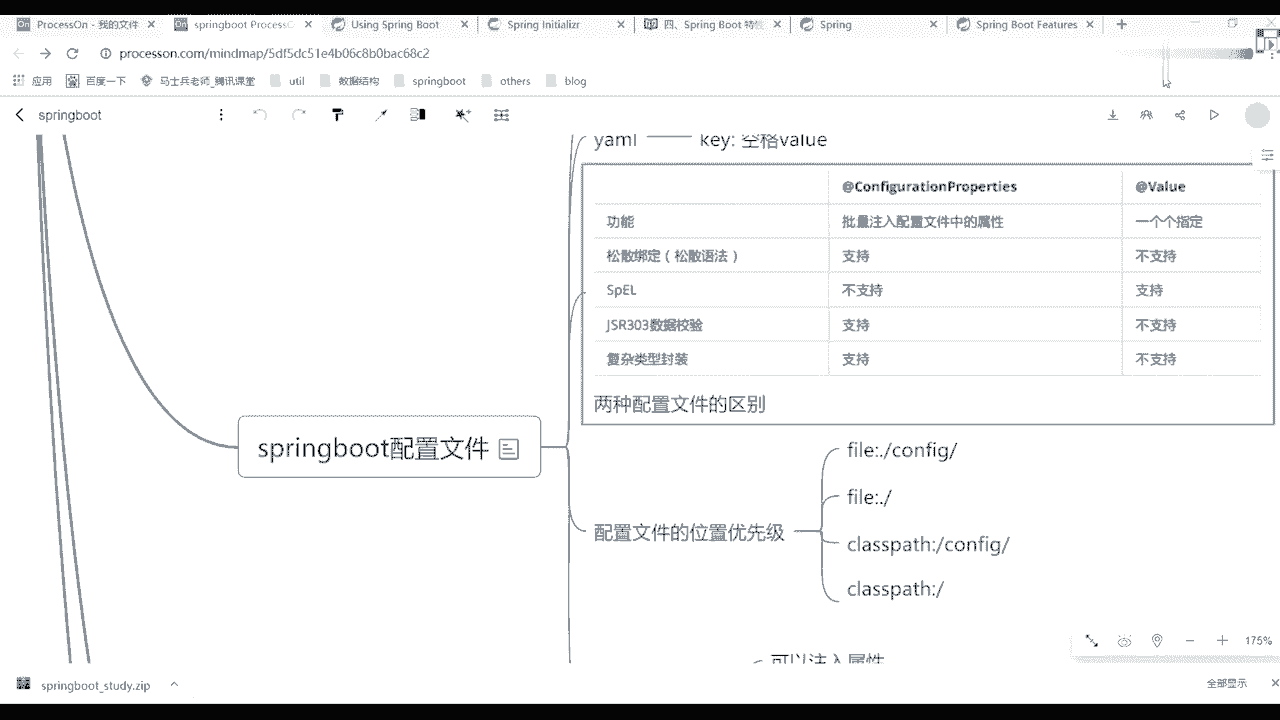 ProcessOn - 我的文件
springboot Process
Using Spring Boot
Spring Initializr
四、Spring Boot 特性
Spring
Spring Boot Features
processon.com/mindmap/5df5dc51e4b06c8b0bac68c2
应用
百度一下
马士兵老师_腾讯课堂
util
数据结构
springboot
others
blog
springboot
yaml
key: 空格value
@ConfigurationProperties
@Value
功能
批量注入配置文件中的属性
一个个指定
松散绑定（松散语法）
支持
不支持
SpEL
不支持
支持
JSR303数据校验
支持
不支持
复杂类型封装
支持
不支持
两种配置文件的区别
springboot配置文件
配置文件的位置优先级
file:./config/
file:./
classpath:/config/
classpath:/
可以注入属性
175%
springboot_study.zip
全部显示